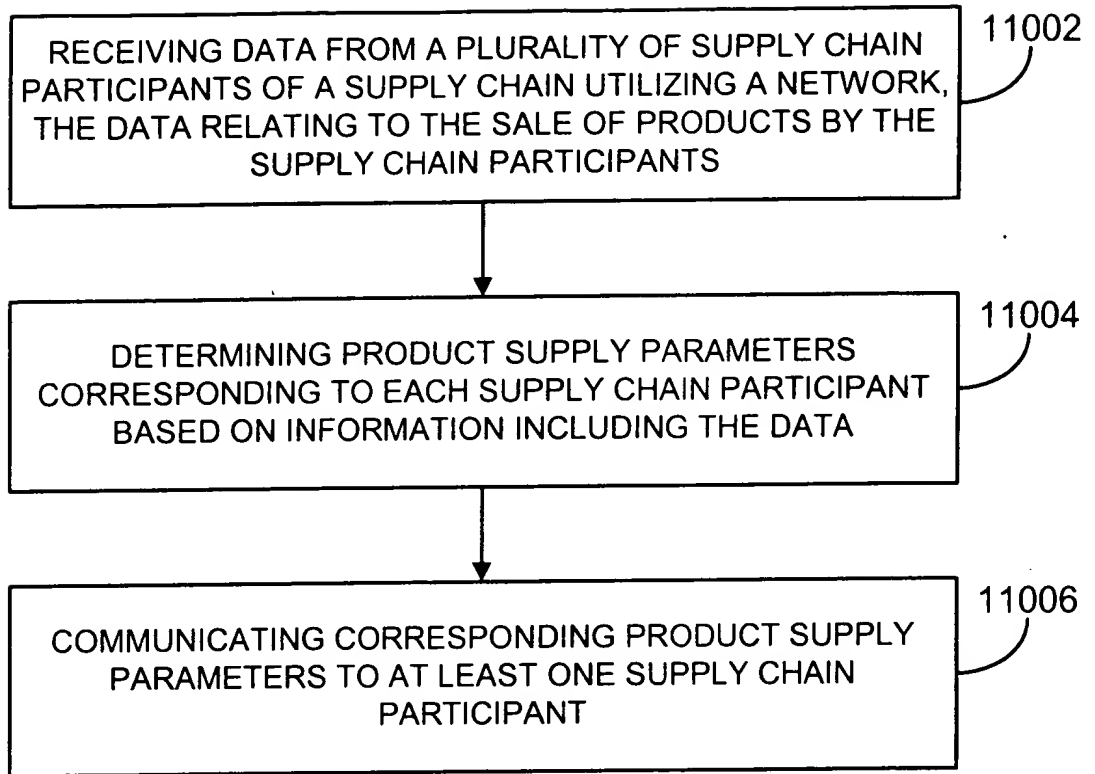 RECEIVING DATA FROM A PLURALITY OF SUPPLY CHAIN
PARTICIPANTS OF A SUPPLY CHAIN UTILIZING A NETWORK,
THE DATA RELATING TO THE SALE OF PRODUCTS BY THE
SUPPLY CHAIN PARTICIPANTS
11002
DETERMINING PRODUCT SUPPLY PARAMETERS
CORRESPONDING TO EACH SUPPLY CHAIN PARTICIPANT
BASED ON INFORMATION INCLUDING THE DATA
11004
COMMUNICATING CORRESPONDING PRODUCT SUPPLY
PARAMETERS TO AT LEAST ONE SUPPLY CHAIN
PARTICIPANT
11006